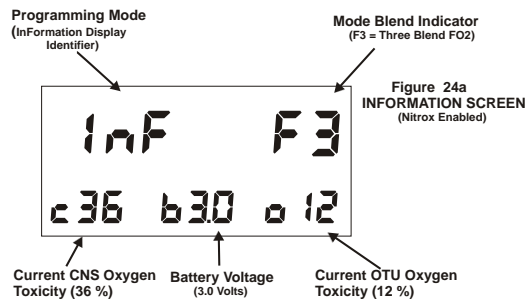 Programming Mode
(InFormation Display
Identifier)
Mode Blend Indicator
(F3 = Three Blend FO2)
Figure 24a
INFORMATION SCREEN
(Nitrox Enabled)
InF F3
c36 b3.0 o12
Current CNS Oxygen
Toxicity (36 %)
Battery Voltage
(3.0 Volts)
Current OTU Oxygen
Toxicity (12 %)